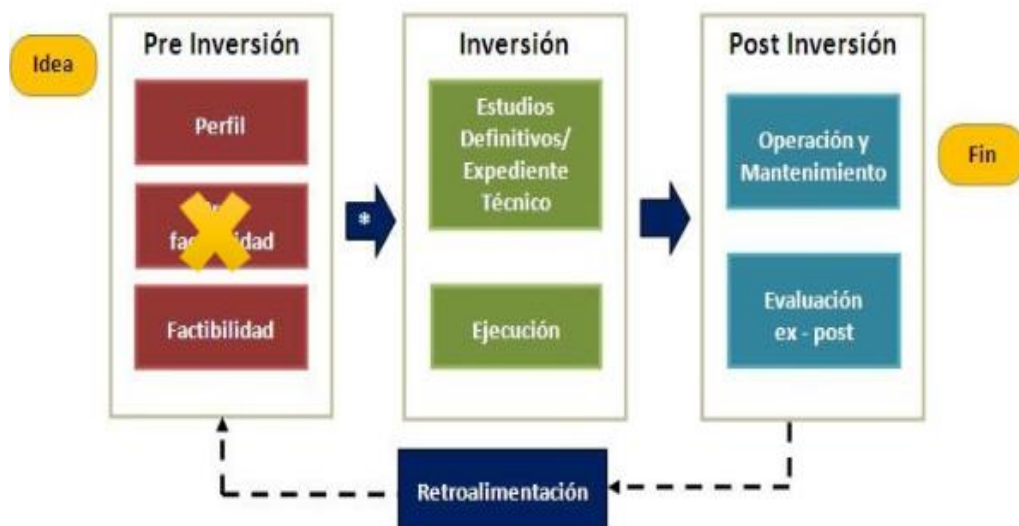 Idea
Pre Inversión
Perfil
Factibilidad
*
Inversión
Estudios
Definitivos/
Expediente
Técnico
Ejecución
Post Inversión
Operación y
Mantenimiento
Evaluación
ex - post
Fin
Retroalimentación